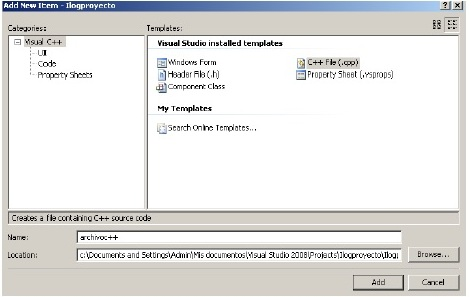 Add New Item - Ilogproyecto
Categories:
Templates:
Visual C++
UI
Code
Property Sheets
Visual Studio installed templates
Windows Form
C++ File (.cpp)
Header File (.h)
Property Sheet (.vsprops)
Component Class
My Templates
Search Online Templates...
Creates a file containing C++ source code
Name:
archivoc++
Location:
c:\Documents and Settings\Admin\Mis documentos\Visual Studio 2008\Projects\Ilogproyecto\Ilog
Browse...
Add
Cancel